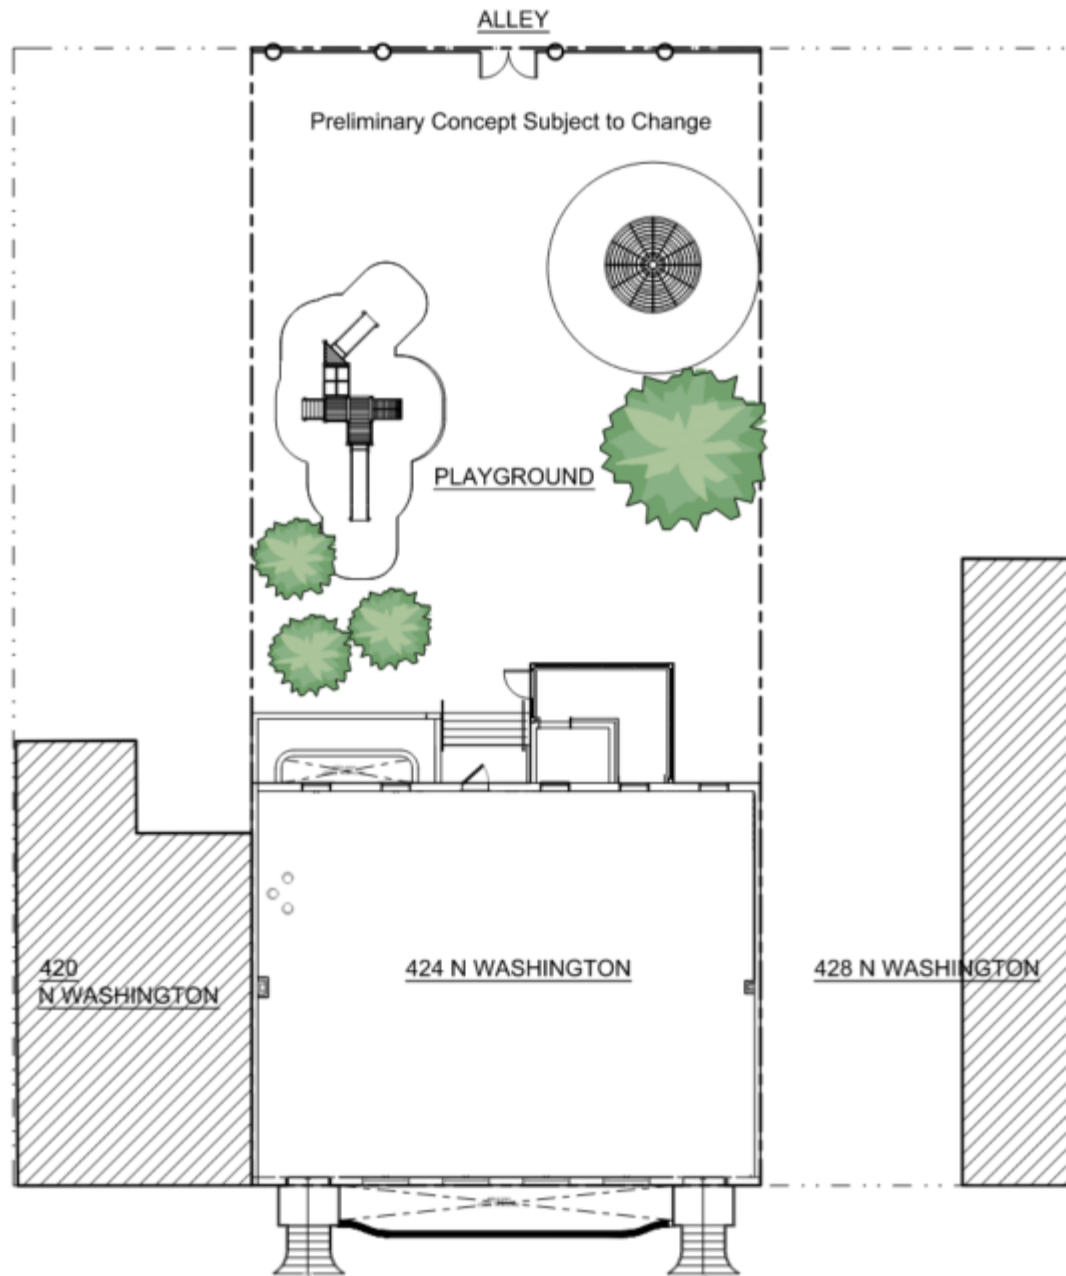 ALLEY
Preliminary Concept Subject to Change
PLAYGROUND
420
N WASHINGTON
424 N WASHINGTON
428 N WASHINGTON